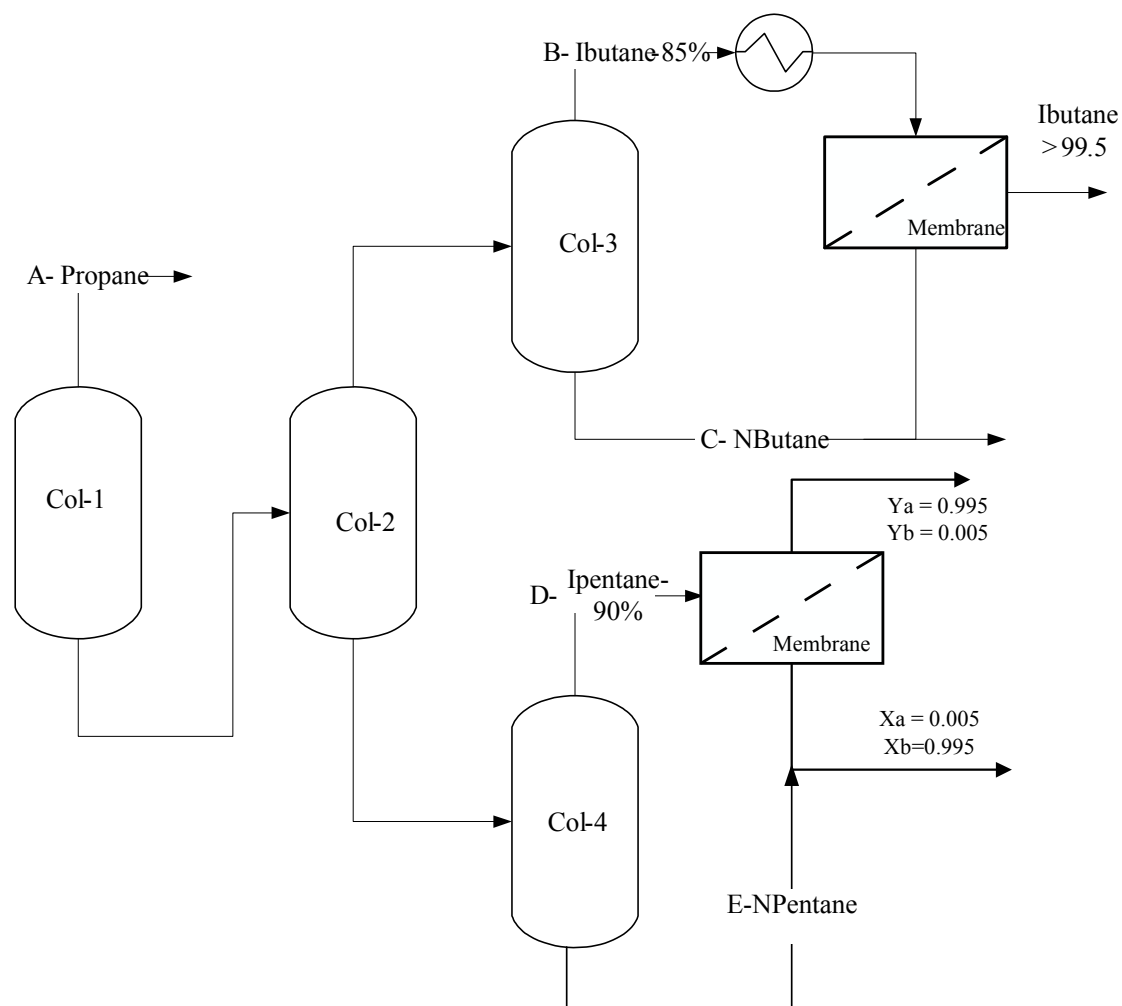 B- Ibutane-85%
Ibutane
>99.5
Membrane
Col-3
A- Propane
C- NButane
Col-1
Col-2
Ya = 0.995
Yb = 0.005
D-
Ipentane-
90%
Membrane
Xa = 0.005
Xb=0.995
Col-4
E-NPentane